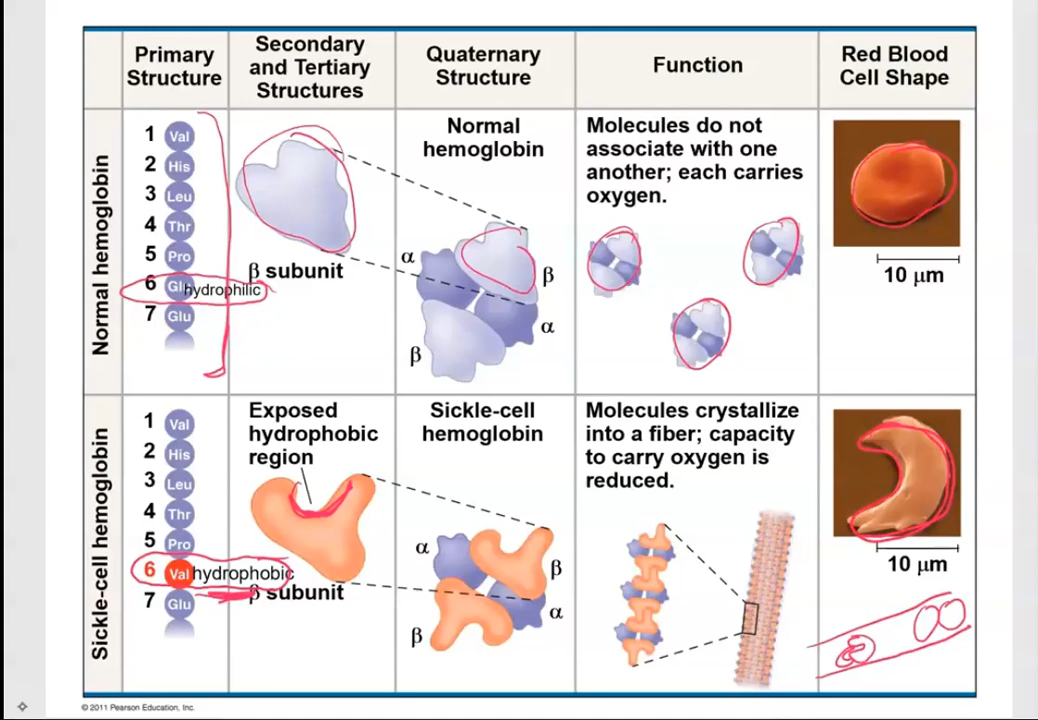 Primary
Structure
Secondary
and Tertiary
Structures
Quaternary
Structure
Function
Red Blood
Cell Shape
Normal hemoglobin
1 Val
2 His
3 Leu
4 Thr
5 Pro
6 Glu hydrophilic
7 Glu
β subunit
Normal
hemoglobin
α
β
α
β
Molecules do not
associate with one
another; each carries
oxygen.
10 μm
Sickle-cell hemoglobin
1 Val
2 His
3 Leu
4 Thr
5 Pro
6 Val hydrophobic
7 Glu
Exposed
hydrophobic
region
β subunit
Sickle-cell
hemoglobin
α
β
α
β
Molecules crystallize
into a fiber; capacity
to carry oxygen is
reduced.
10 μm
© 2011 Pearson Education, Inc.